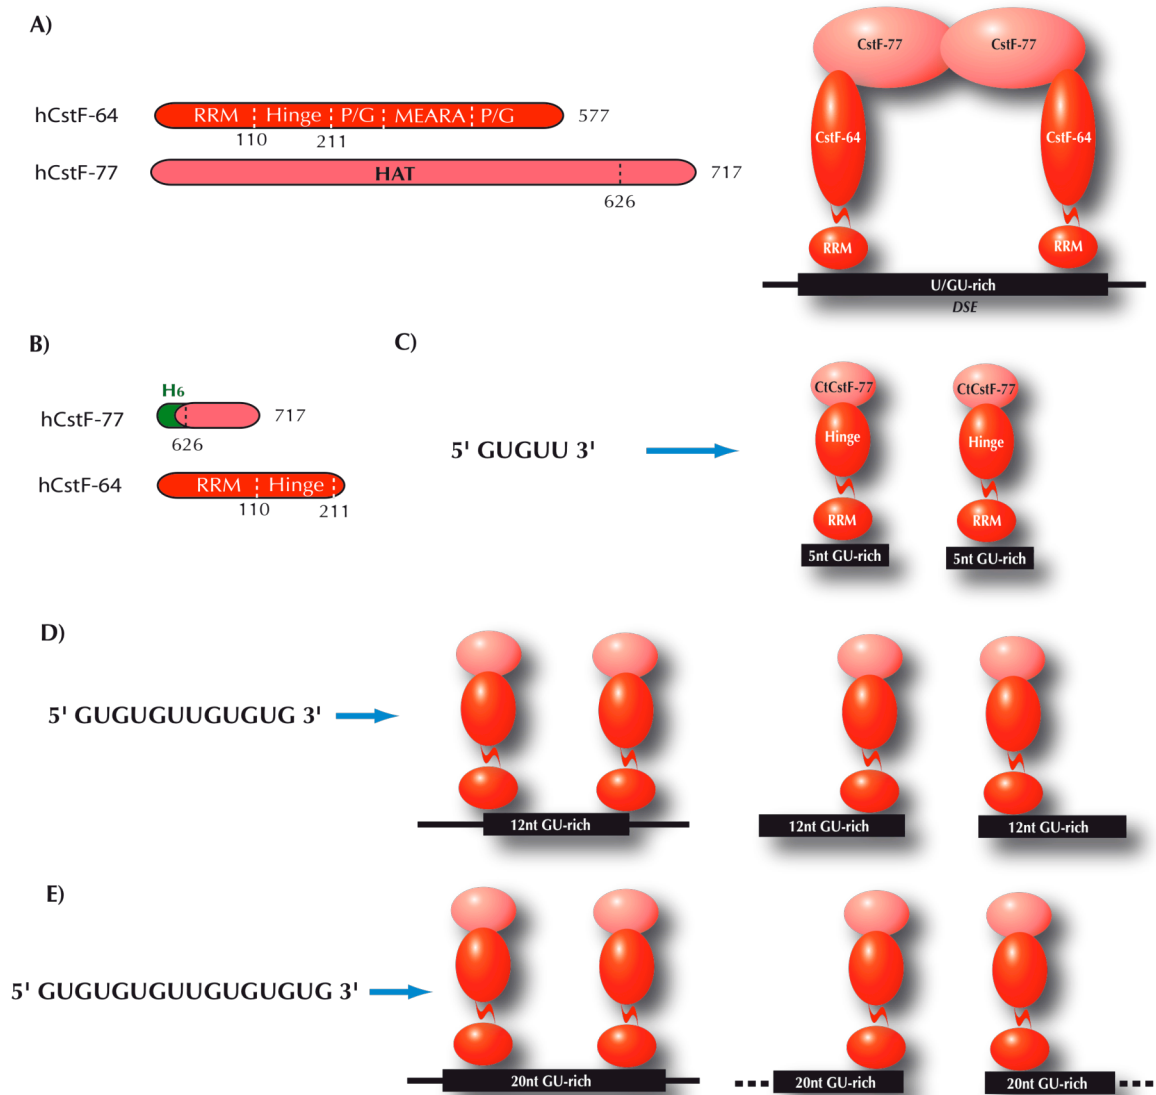 A)
hCstF-64 RRM Hinge P/G MEARA P/G 577
110 211
hCstF-77 HAT 717
626
CstF-77 CstF-77
CstF-64 CstF-64
RRM RRM
U/GU-rich
DSE
B)
H6
hCstF-77 717
626
hCstF-64 RRM Hinge
110 211
C)
5' GUGUU 3'
CtCstF-77 CtCstF-77
Hinge Hinge
RRM RRM
5nt GU-rich 5nt GU-rich
D)
5' GUGUGUUGUGUG 3'
12nt GU-rich 12nt GU-rich 12nt GU-rich
E)
5' GUGUGUGUUGUGUGUG 3'
20nt GU-rich 20nt GU-rich 20nt GU-rich